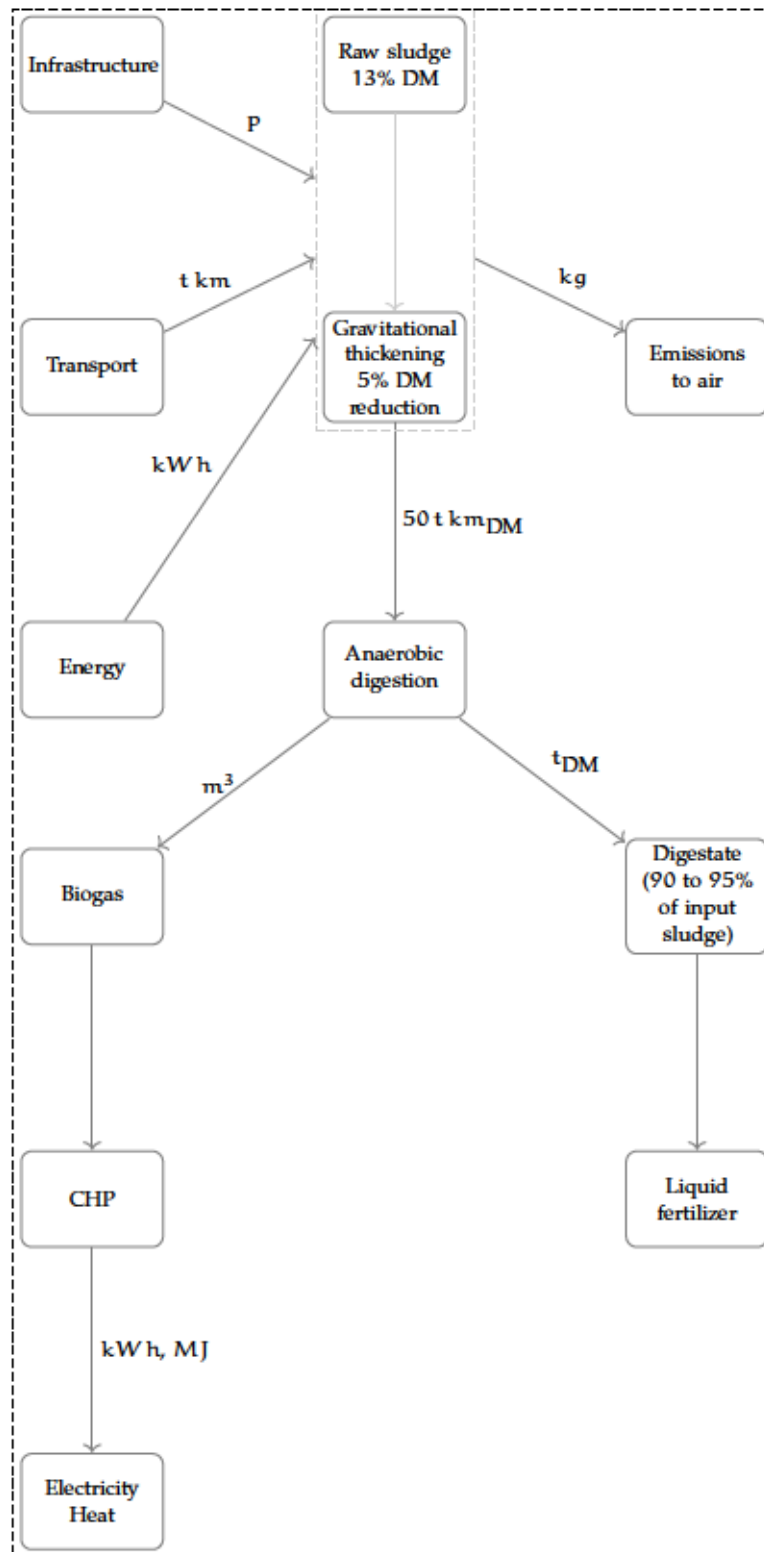 Infrastructure
Raw sludge
13% DM
P
t km
kg
Transport
Gravitational
thickening
5% DM
reduction
Emissions
to air
kW h
50 t km_DM
Energy
Anaerobic
digestion
m³
t_DM
Biogas
Digestate
(90 to 95%
of input
sludge)
CHP
Liquid
fertilizer
kW h, MJ
Electricity
Heat